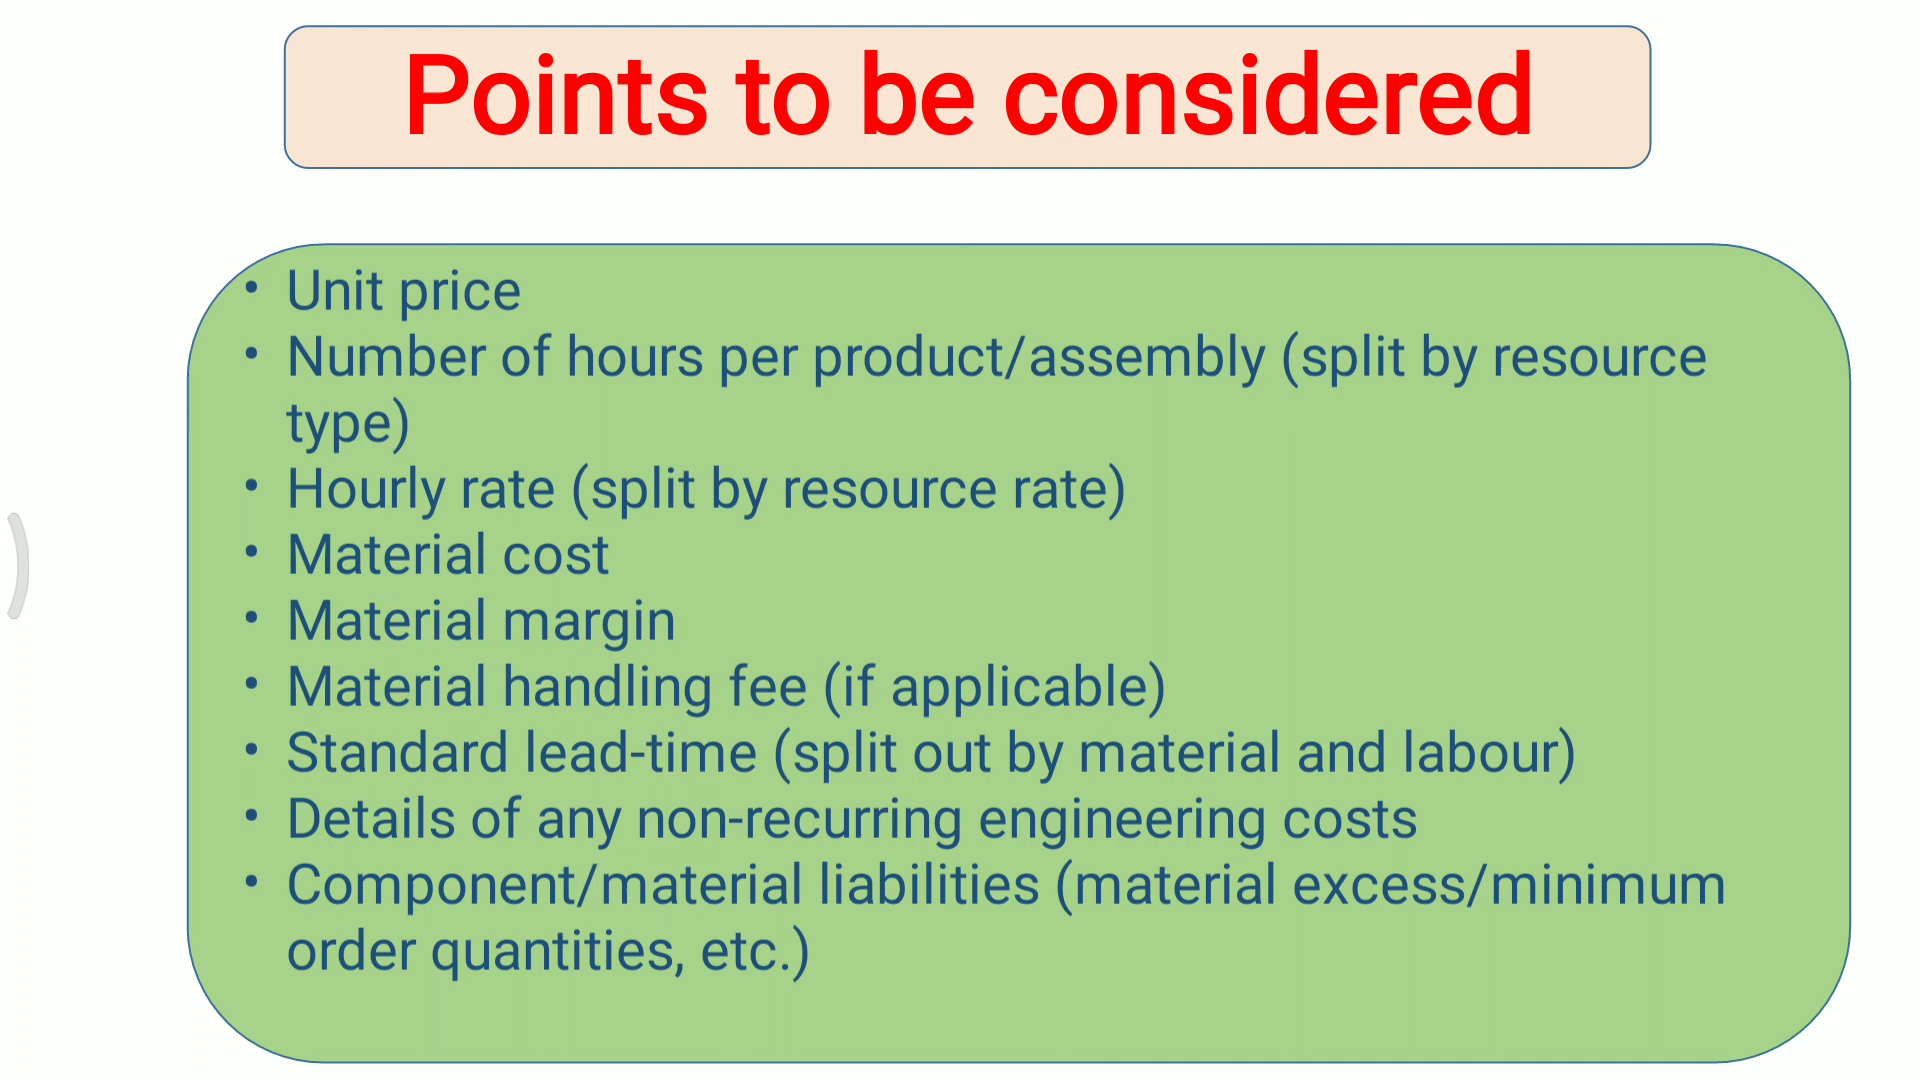 Points to be considered
• Unit price
• Number of hours per product/assembly (split by resource
type)
• Hourly rate (split by resource rate)
• Material cost
• Material margin
• Material handling fee (if applicable)
• Standard lead-time (split out by material and labour)
• Details of any non-recurring engineering costs
• Component/material liabilities (material excess/minimum
order quantities, etc.)